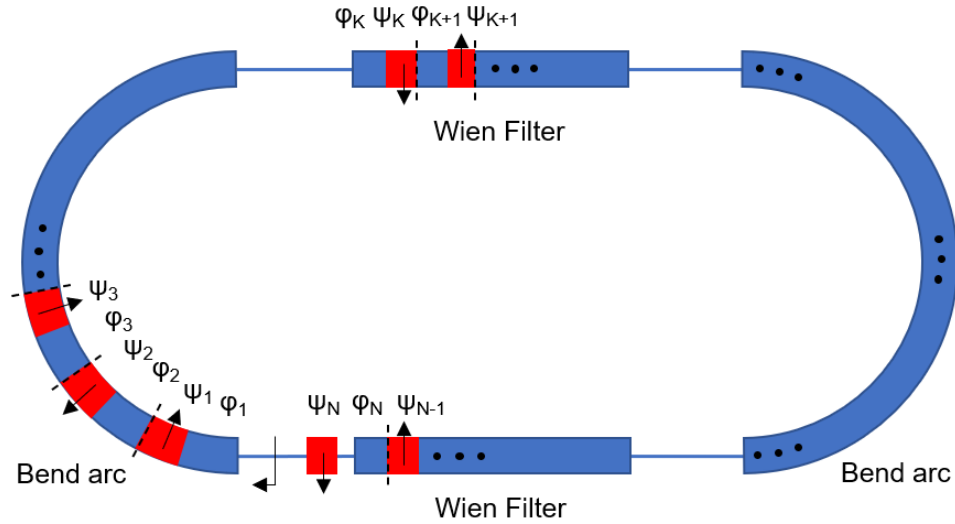 φK ψK φK+1 ψK+1
Wien Filter
ψ3
φ3
ψ2
φ2
ψ1
φ1
ψN φN ψN-1
Bend arc
Wien Filter
Bend arc